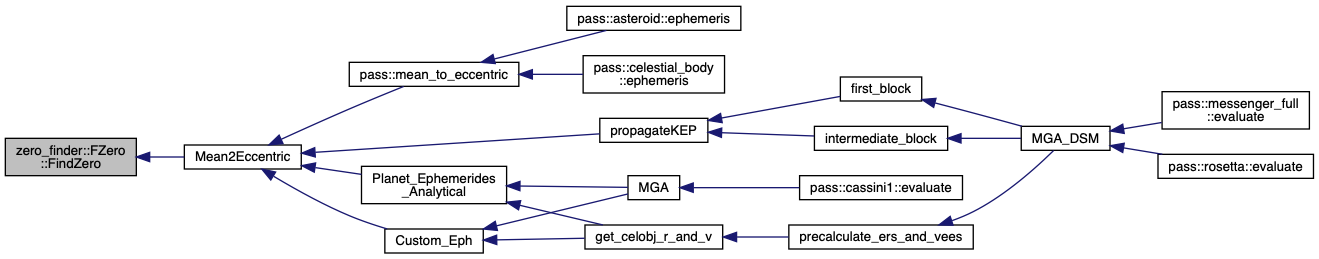 zero_finder::FZero
::FindZero
Mean2Eccentric
pass::mean_to_eccentric
pass::asteroid::ephemeris
pass::celestial_body
::ephemeris
propagateKEP
first_block
intermediate_block
MGA_DSM
pass::messenger_full
::evaluate
pass::rosetta::evaluate
Planet_Ephemerides
_Analytical
MGA
pass::cassini1::evaluate
Custom_Eph
get_celobj_r_and_v
precalculate_ers_and_vees